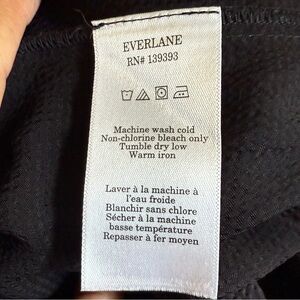 EVERLANE
RN# 139393
Machine wash cold
Non-chlorine bleach only
Tumble dry low
Warm iron
Laver à la machine à
l'eau froide
Blanchir sans chlore
Sécher à la machine
basse température
Repasser à fer moyen